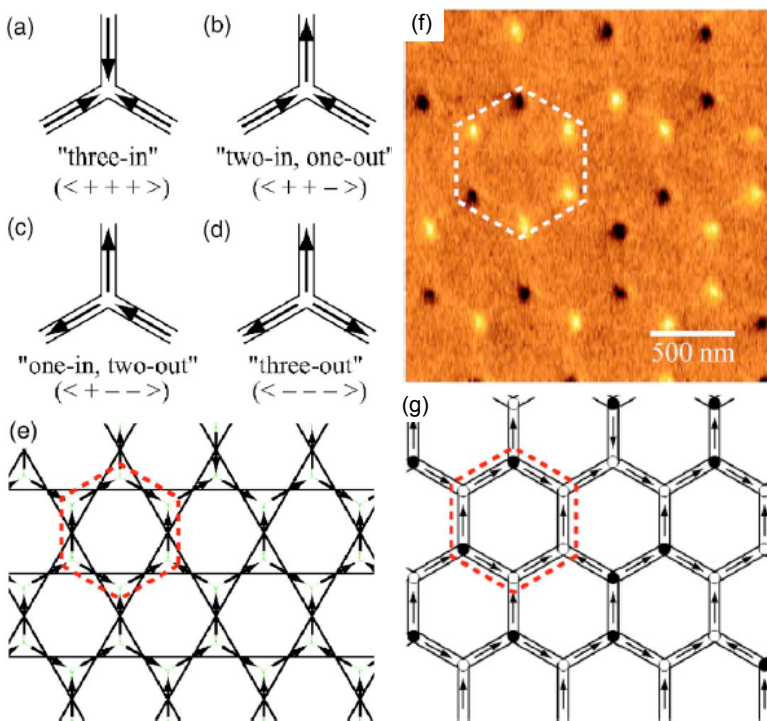 (a)
"three-in"
(< + + + >)
(b)
"two-in, one-out"
(< + + − >)
(c)
"one-in, two-out"
(< + − − >)
(d)
"three-out"
(< − − − >)
(e)
(f)
500 nm
(g)